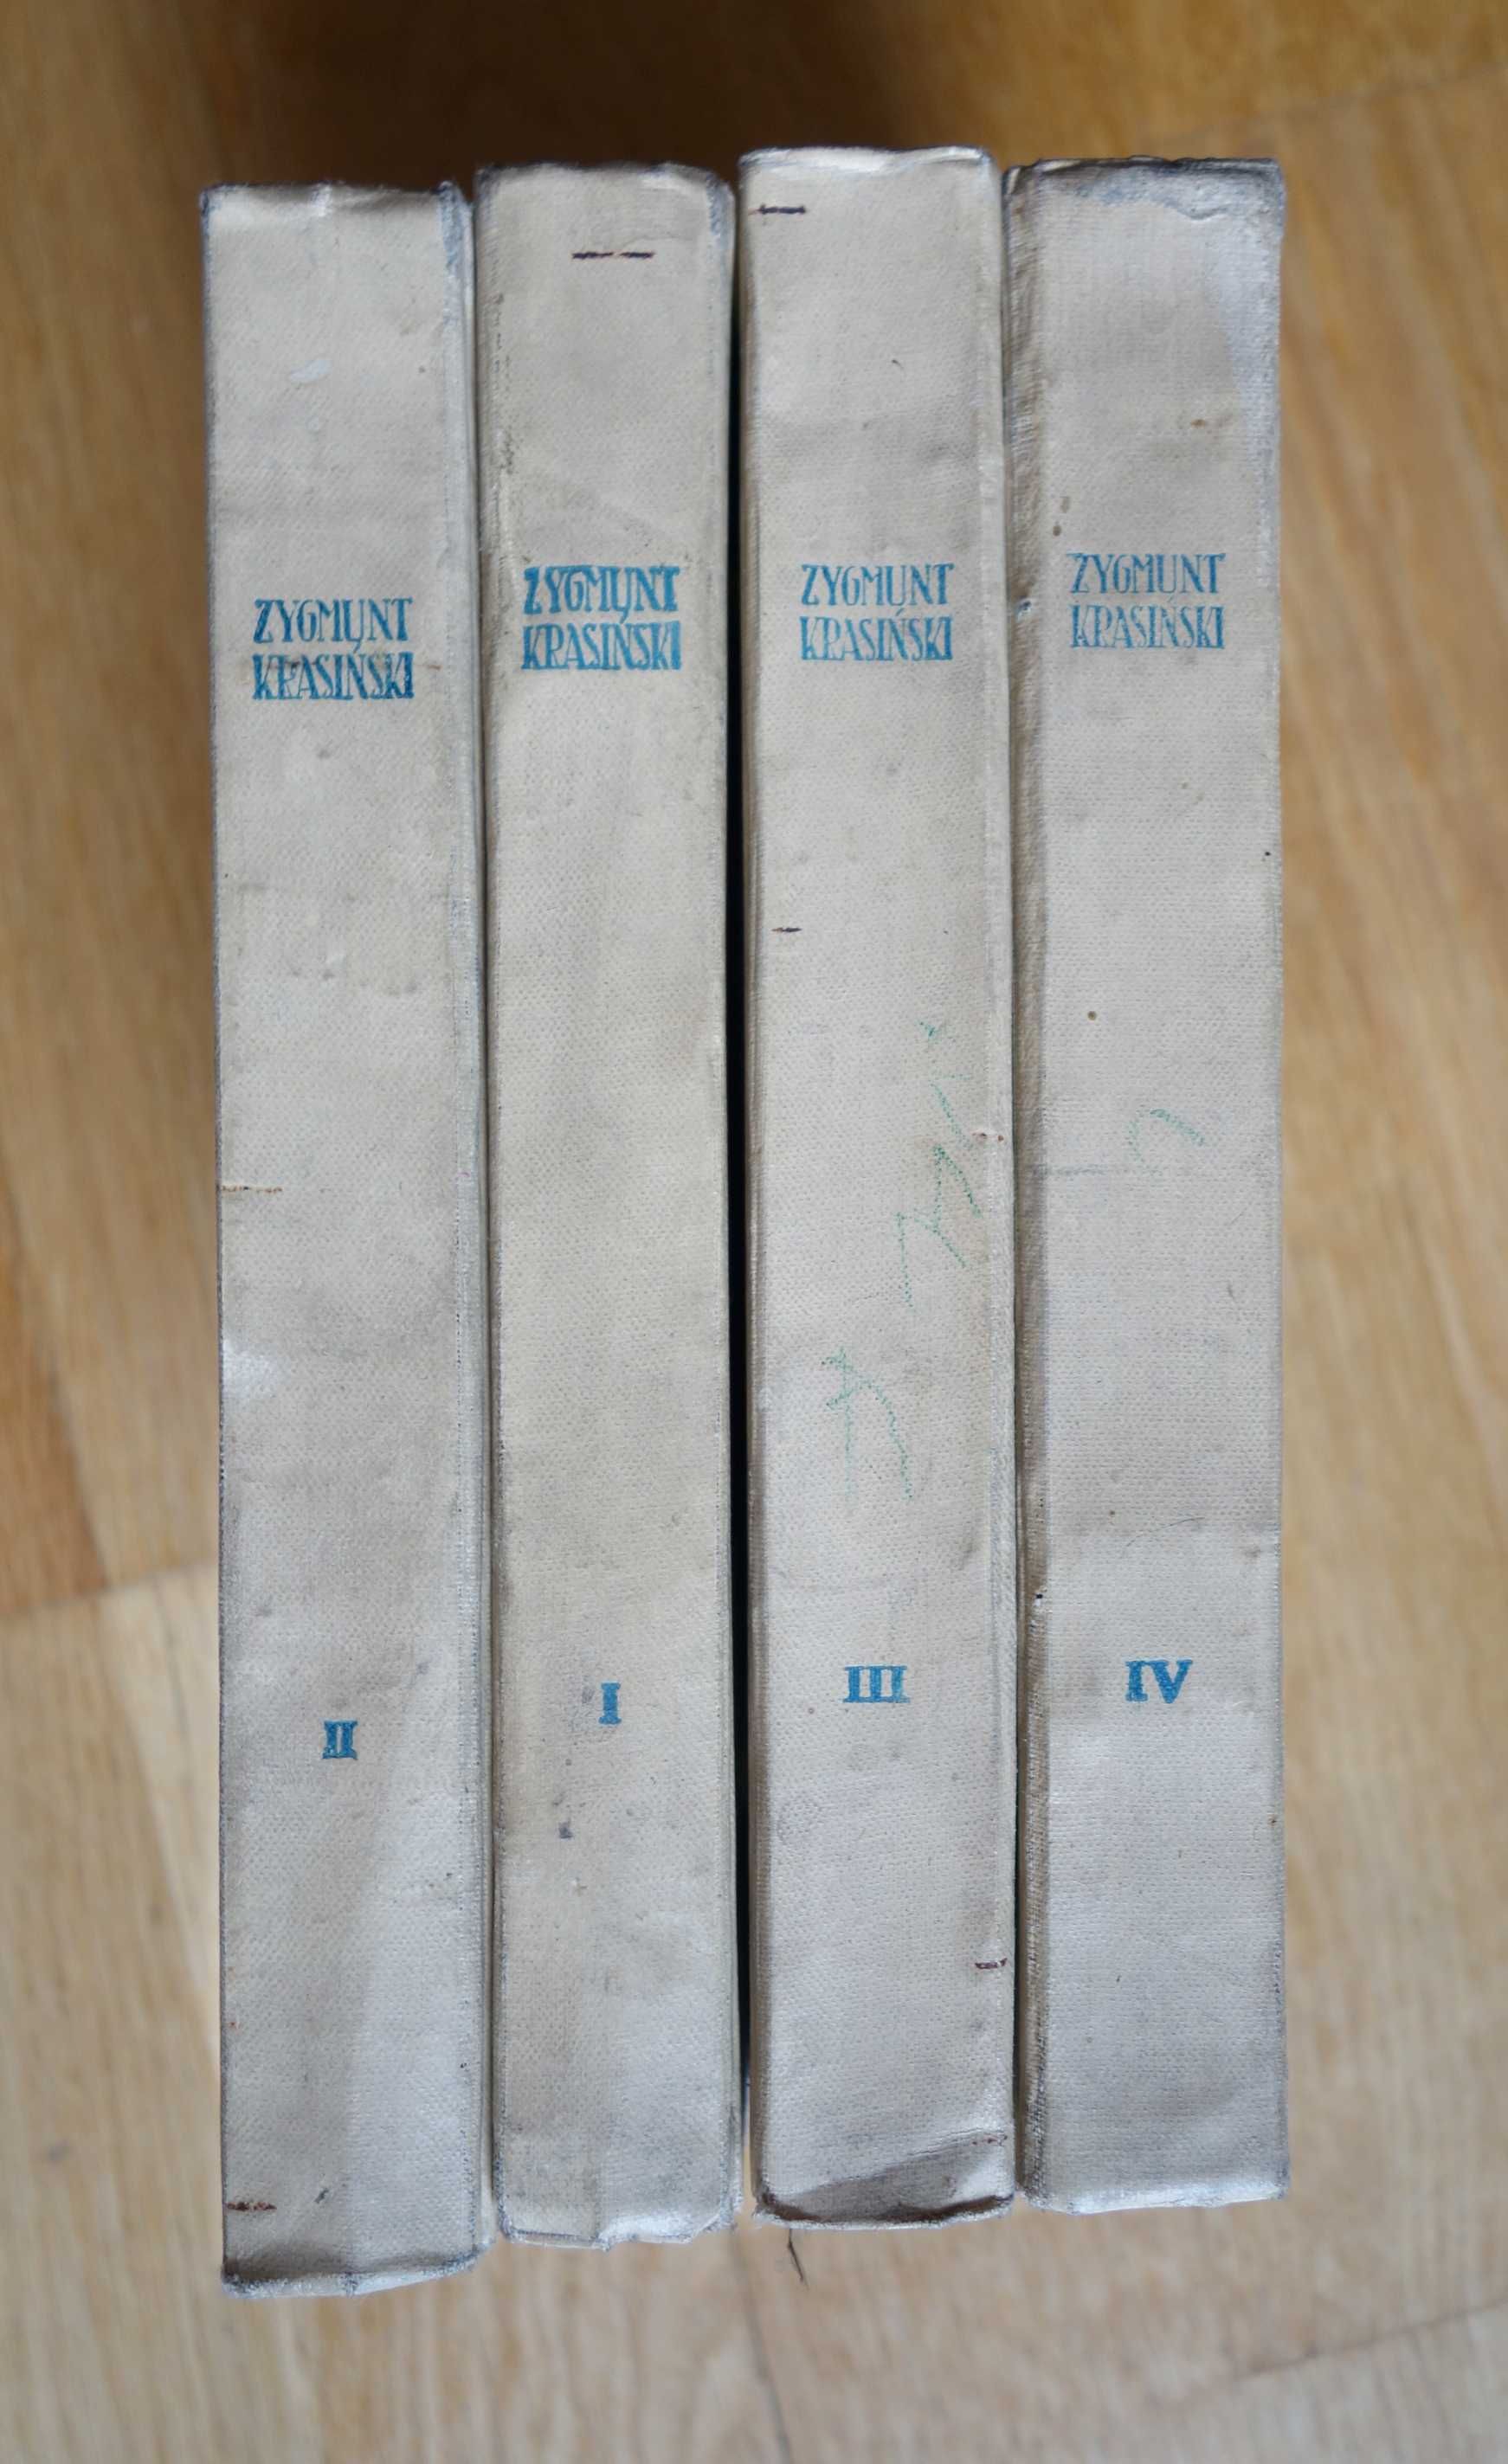 ZYGMUNT
KRASIŃSKI
II
ZYGMUNT
KRASIŃSKI
I
ZYGMUNT
KRASIŃSKI
III
ZYGMUNT
KRASIŃSKI
IV